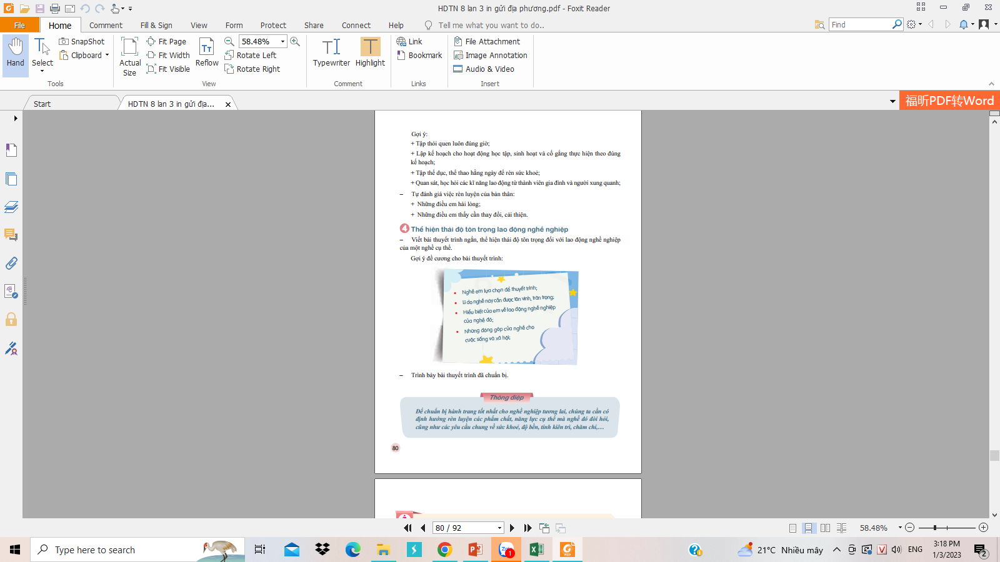 HDTN 8 lan 3 in gửi địa phương.pdf - Foxit Reader
File Home Comment Fill & Sign View Form Protect Share Connect Help Tell me what you want to do.. Find
SnapShot Fit Page 58.48% Link File Attachment
Clipboard Fit Width Rotate Left Bookmark Image Annotation
Hand Select Actual Size Fit Visible Reflow Rotate Right Typewriter Highlight Audio & Video
Tools View Comment Links Insert
Start HDTN 8 lan 3 in gửi địa... 福昕PDF转Word
Gợi ý:
+ Tập thói quen luôn đúng giờ;
+ Lập kế hoạch cho hoạt động học tập, sinh hoạt và cố gắng thực hiện theo đúng
kế hoạch;
+ Tập thể dục, thể thao hằng ngày để rèn sức khoẻ;
+ Quan sát, học hỏi các kĩ năng lao động từ thành viên gia đình và người xung quanh;
– Tự đánh giá việc rèn luyện của bản thân:
+ Những điều em hài lòng;
+ Những điều em thấy cần thay đổi, cải thiện.
4 Thể hiện thái độ tôn trọng lao động nghề nghiệp
– Viết bài thuyết trình ngắn, thể hiện thái độ tôn trọng đối với lao động nghề nghiệp
của một nghề cụ thể.
Gợi ý đề cương cho bài thuyết trình:
• Nghề em lựa chọn để thuyết trình;
• Lí do nghề này cần được tôn vinh, trân trọng;
• Hiểu biết của em về lao động nghề nghiệp
của nghề đó;
• Những đóng góp của nghề cho
cuộc sống và xã hội;
– Trình bày bài thuyết trình đã chuẩn bị.
Thông điệp
Để chuẩn bị hành trang tốt nhất cho nghề nghiệp tương lai, chúng ta cần có
định hướng rèn luyện các phẩm chất, năng lực cụ thể mà nghề đó đòi hỏi,
cũng như các yêu cầu chung về sức khoẻ, độ bền, tính kiên trì, chăm chỉ,...
80
80 / 92 58.48%
Type here to search 21°C Nhiều mây ENG 3:18 PM
1/3/2023